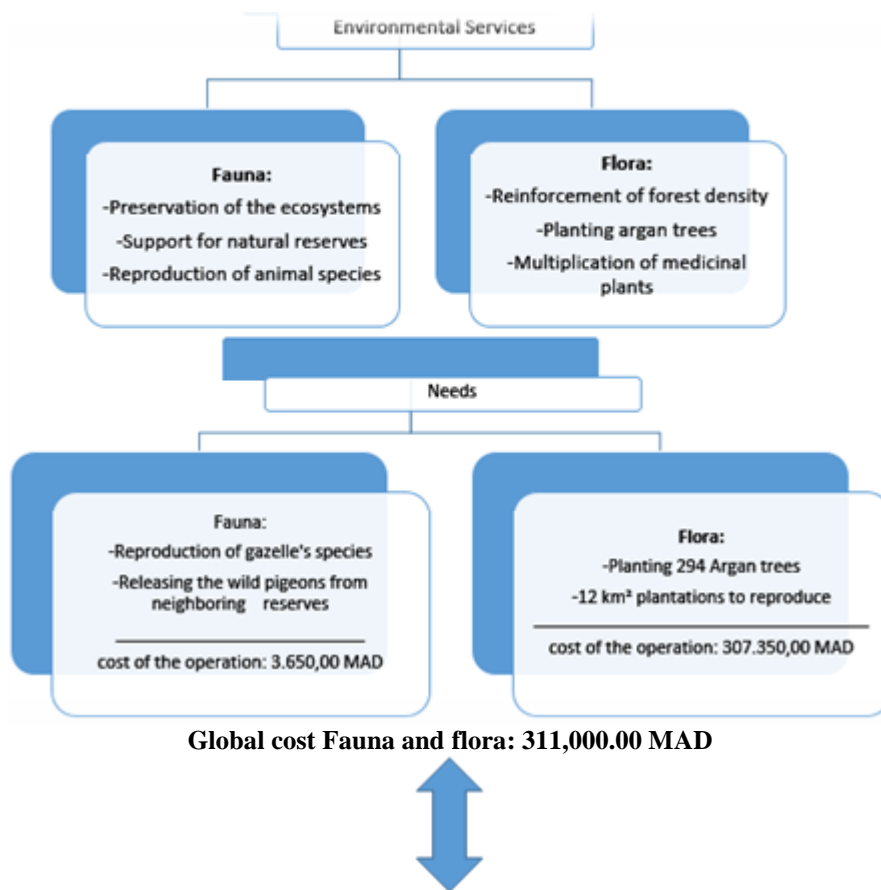 Environmental Services
Fauna:
-Preservation of the ecosystems
-Support for natural reserves
-Reproduction of animal species
Flora:
-Reinforcement of forest density
-Planting argan trees
-Multiplication of medicinal
plants
Needs
Fauna:
-Reproduction of gazelle's species
-Releasing the wild pigeons from
neighboring reserves
cost of the operation: 3.650,00 MAD
Flora:
-Planting 294 Argan trees
-12 km² plantations to reproduce
cost of the operation: 307.350,00 MAD
Global cost Fauna and flora: 311,000.00 MAD